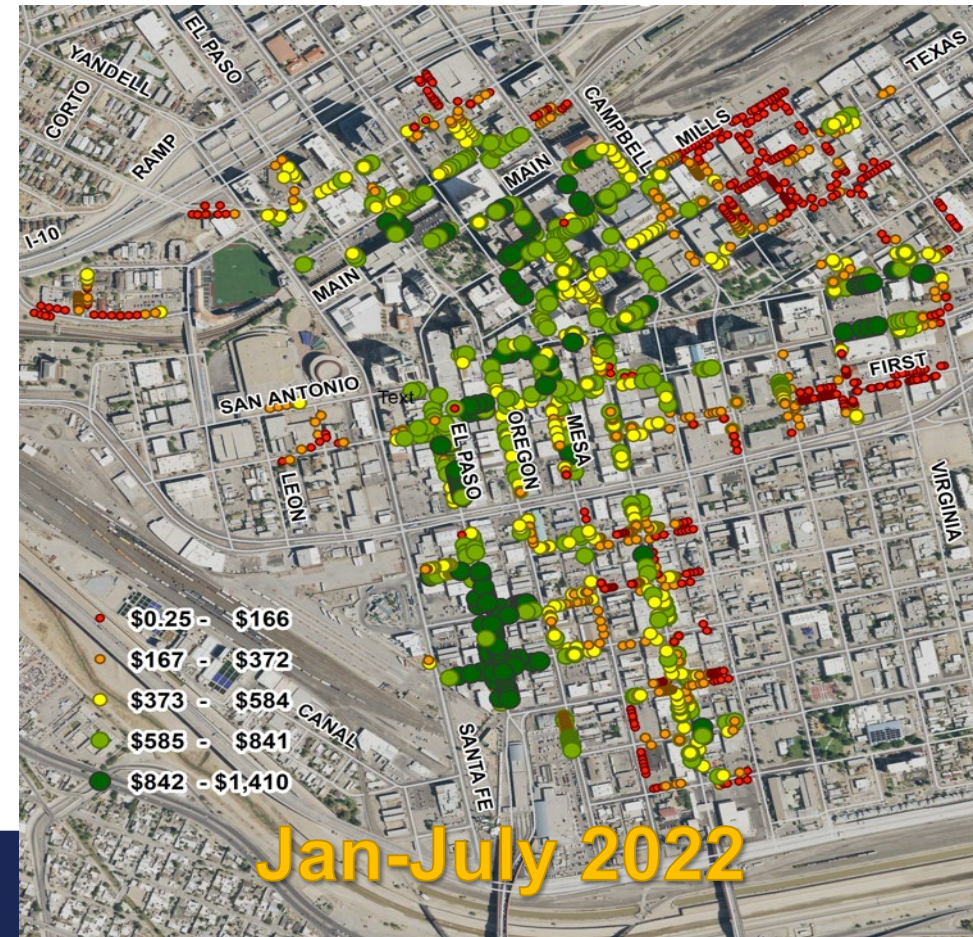 EL PASO
TEXAS
YANDELL
CORTO
CAMPBELL
MILLS
RAMP
MAIN
I-10
MAIN
FIRST
SAN ANTONIO
Text
EL PASO
OREGON
MESA
LEON
VIRGINIA
$0.25 - $166
$167 - $372
$373 - $584
$585 - $841
$842 - $1,410
CANAL
SANTA FE
Jan-July 2022